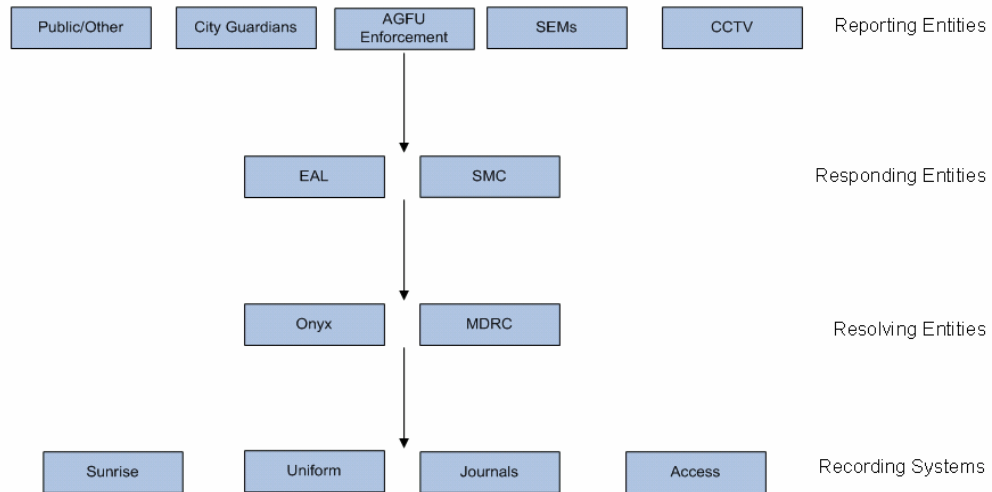 Public/Other
City Guardians
AGFU
Enforcement
SEMs
CCTV
Reporting Entities
EAL
SMC
Responding Entities
Onyx
MDRC
Resolving Entities
Sunrise
Uniform
Journals
Access
Recording Systems